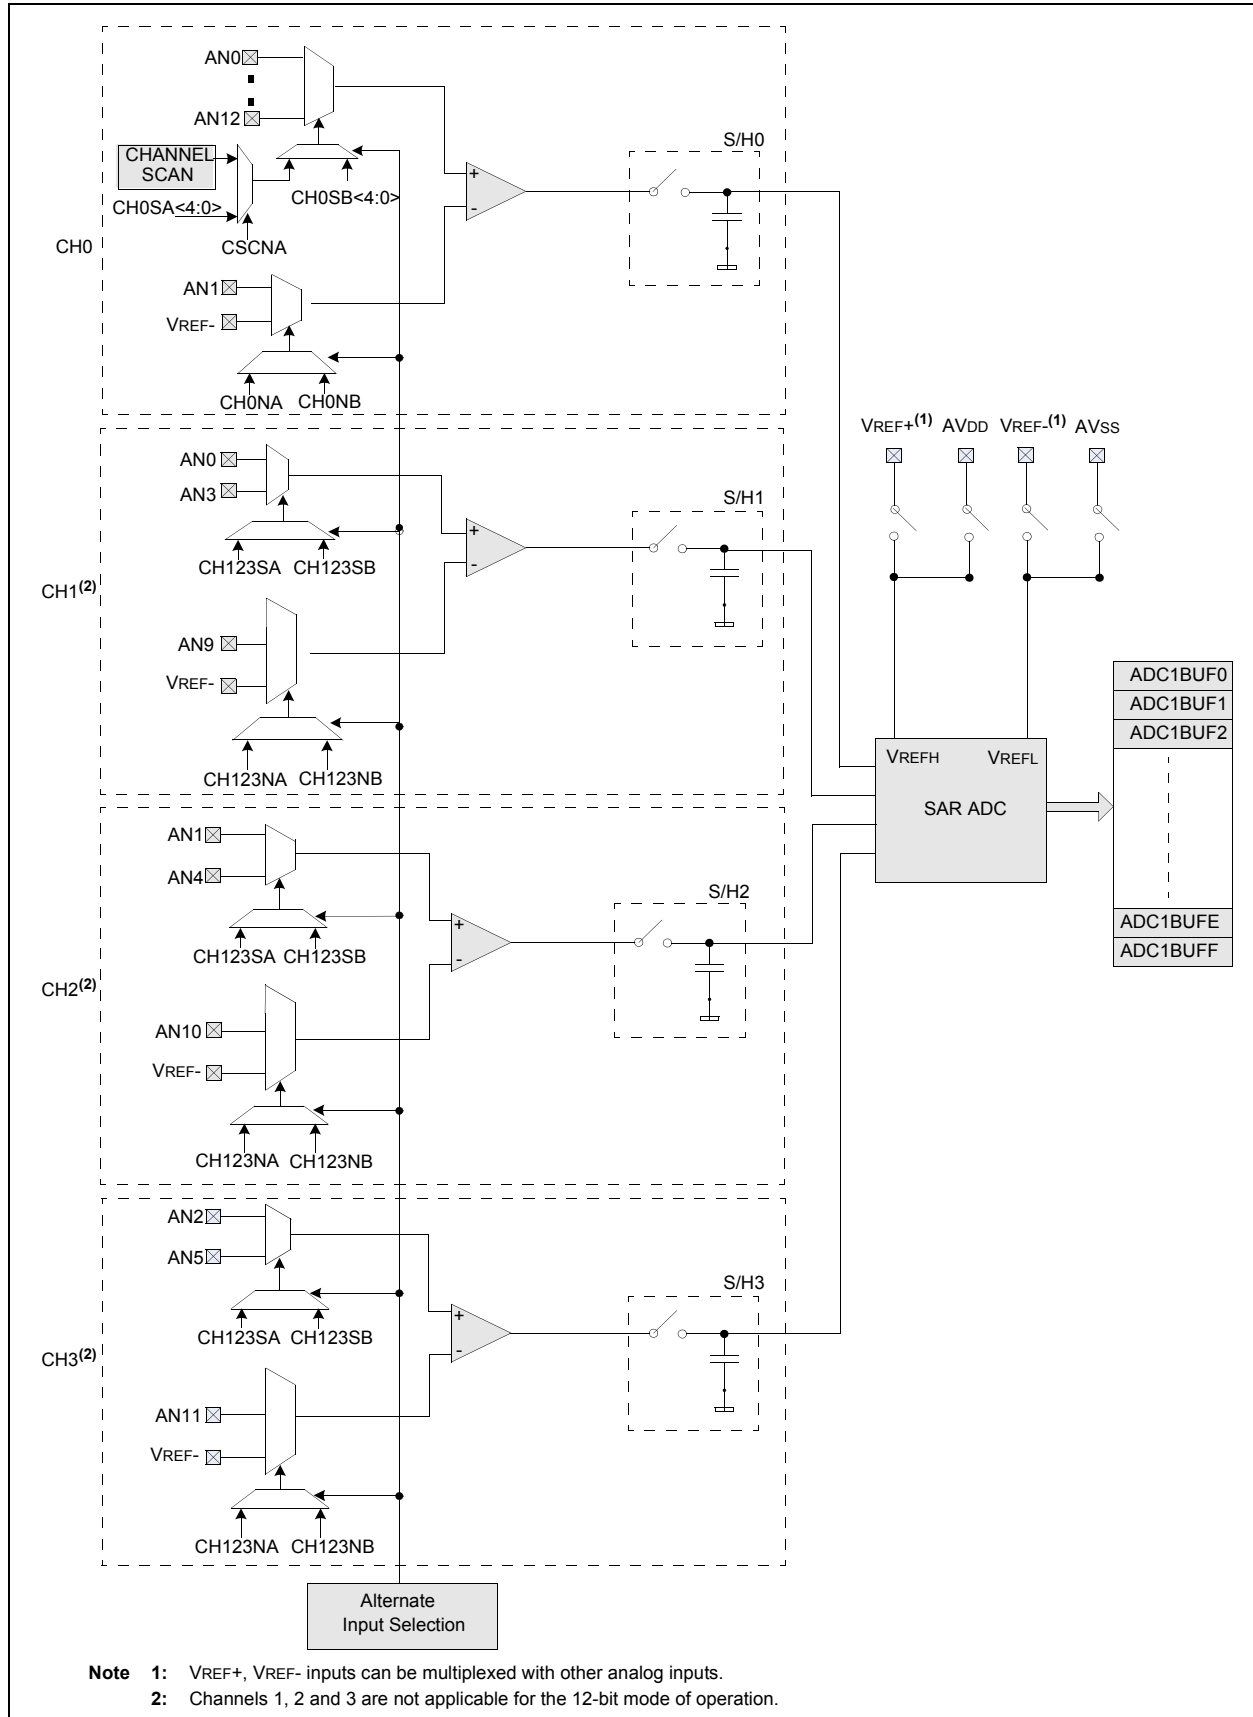 AN0
AN12
CHANNEL
SCAN
CH0SA<4:0>
CH0SB<4:0>
CSCNA
CH0
+
-
S/H0
AN1
VREF-
CH0NA CH0NB
AN0
AN3
CH123SA CH123SB
CH1(2)
+
-
S/H1
AN9
VREF-
CH123NA CH123NB
AN1
AN4
CH123SA CH123SB
CH2(2)
+
-
S/H2
AN10
VREF-
CH123NA CH123NB
AN2
AN5
CH123SA CH123SB
CH3(2)
+
-
S/H3
AN11
VREF-
CH123NA CH123NB
Alternate
Input Selection
VREF+(1) AVDD VREF-(1) AVSS
VREFH VREFL
SAR ADC
ADC1BUF0
ADC1BUF1
ADC1BUF2
ADC1BUFE
ADC1BUFF
Note 1: VREF+, VREF- inputs can be multiplexed with other analog inputs.
2: Channels 1, 2 and 3 are not applicable for the 12-bit mode of operation.